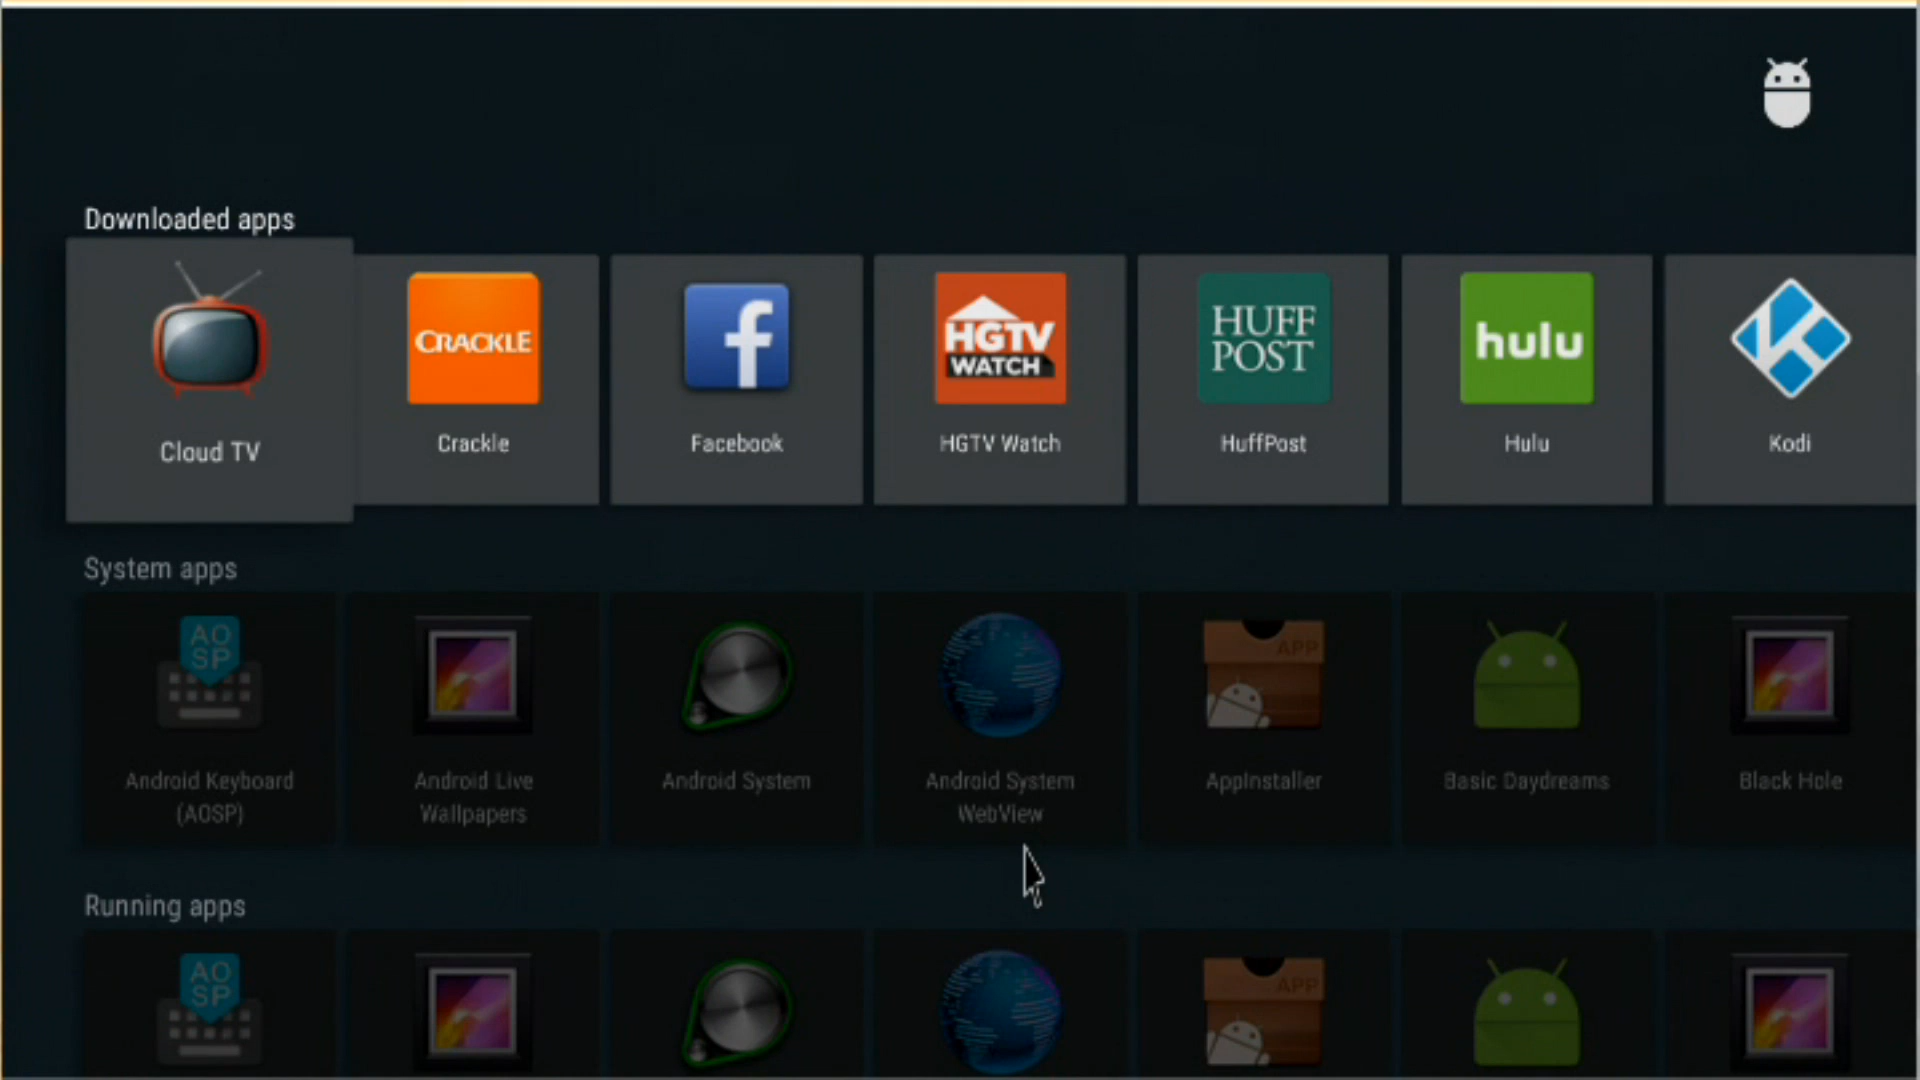 Downloaded apps
CRACKLE
f
HGTV
WATCH
HUFF
POST
hulu
Cloud TV
Crackle
Facebook
HGTV Watch
HuffPost
Hulu
Kodi
System apps
AO
SP
APP
Android Keyboard
(AOSP)
Android Live
Wallpapers
Android System
Android System
WebView
AppInstaller
Basic Daydreams
Black Hole
Running apps
AO
SP
APP